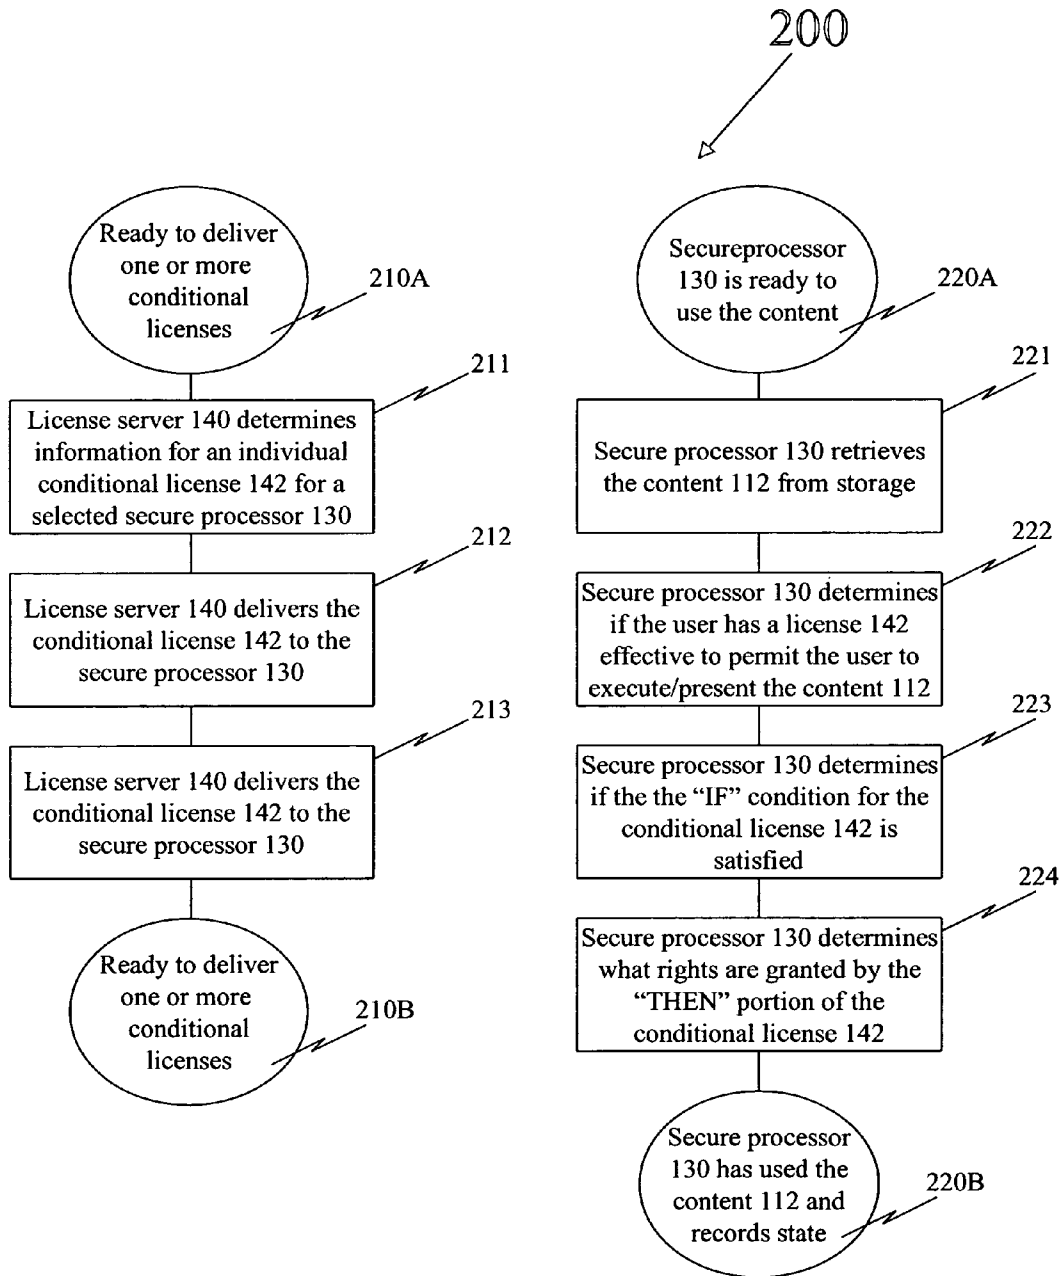 200
Ready to deliver
one or more
conditional
licenses
210A
211
License server 140 determines
information for an individual
conditional license 142 for a
selected secure processor 130
212
License server 140 delivers the
conditional license 142 to the
secure processor 130
213
License server 140 delivers the
conditional license 142 to the
secure processor 130
Ready to deliver
one or more
conditional
licenses
210B
Secureprocessor
130 is ready to
use the content
220A
221
Secure processor 130 retrieves
the content 112 from storage
222
Secure processor 130 determines
if the user has a license 142
effective to permit the user to
execute/present the content 112
223
Secure processor 130 determines
if the the “IF” condition for the
conditional license 142 is
satisfied
224
Secure processor 130 determines
what rights are granted by the
“THEN” portion of the
conditional license 142
Secure processor
130 has used the
content 112 and
records state
220B